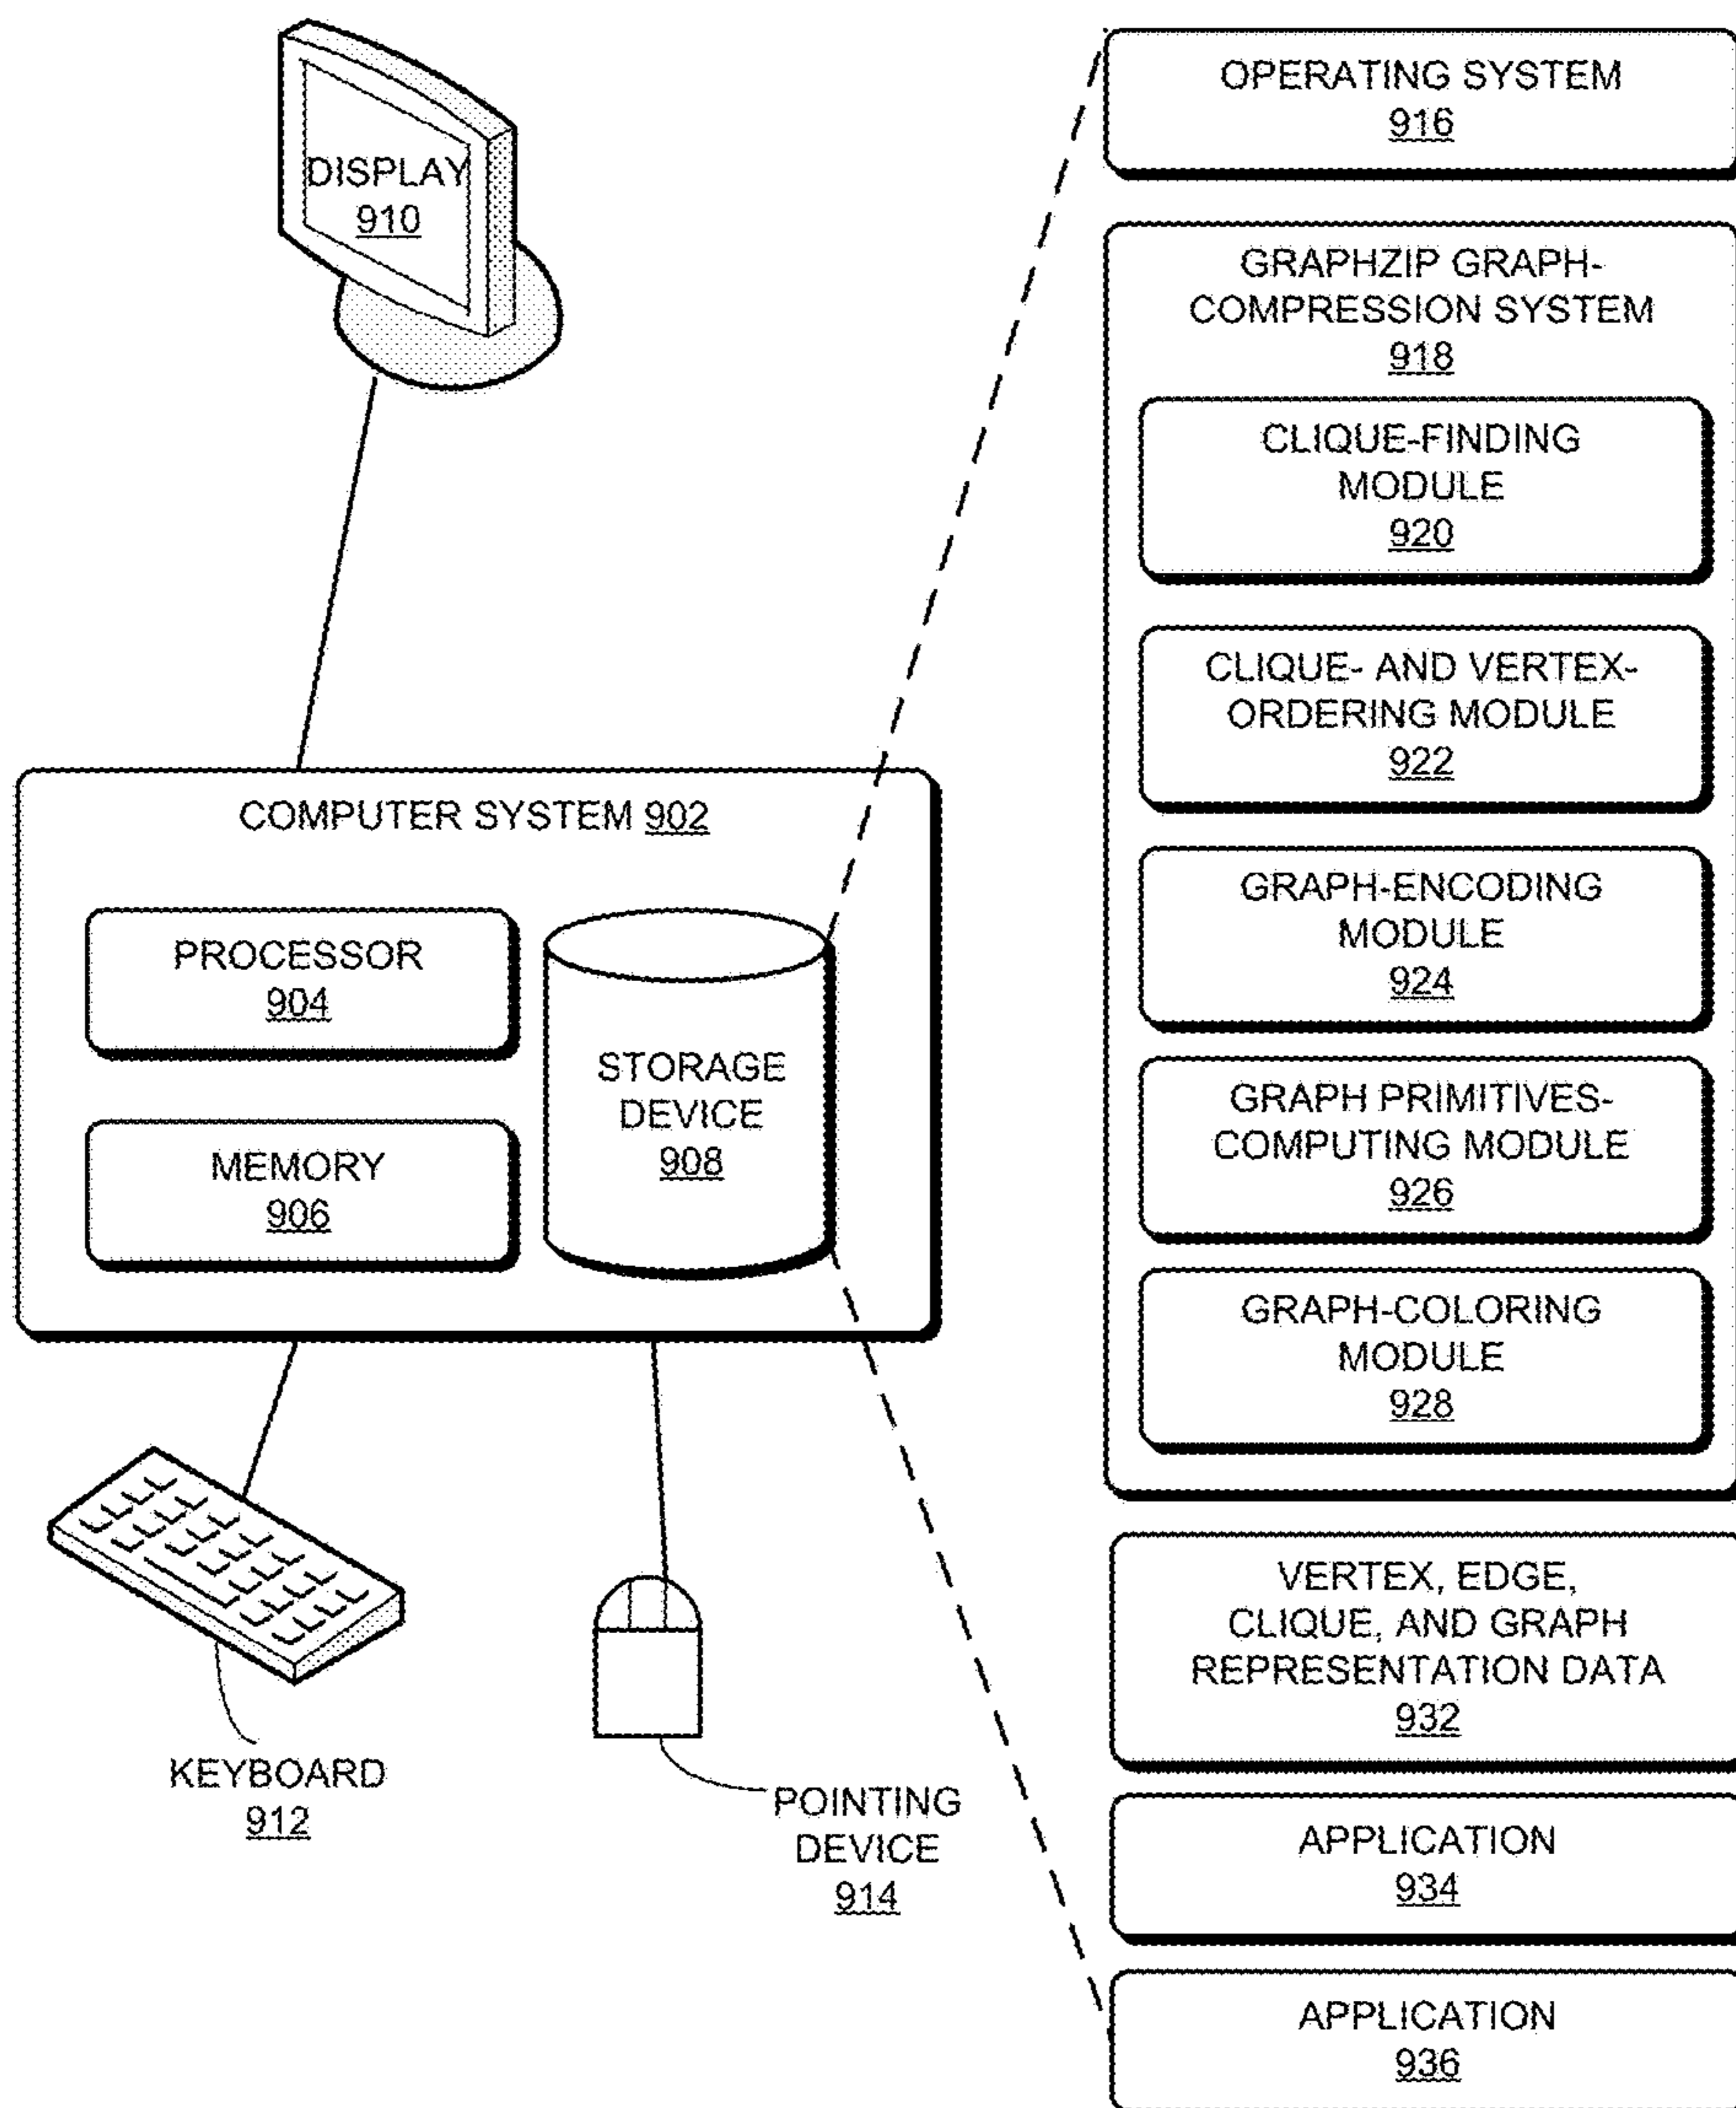 DISPLAY
910
COMPUTER SYSTEM 902
PROCESSOR
904
MEMORY
906
STORAGE
DEVICE
908
KEYBOARD
912
POINTING
DEVICE
914
OPERATING SYSTEM
916
GRAPHZIP GRAPH-
COMPRESSION SYSTEM
918
CLIQUE-FINDING
MODULE
920
CLIQUE- AND VERTEX-
ORDERING MODULE
922
GRAPH-ENCODING
MODULE
924
GRAPH PRIMITIVES-
COMPUTING MODULE
926
GRAPH-COLORING
MODULE
928
VERTEX, EDGE,
CLIQUE, AND GRAPH
REPRESENTATION DATA
932
APPLICATION
934
APPLICATION
936